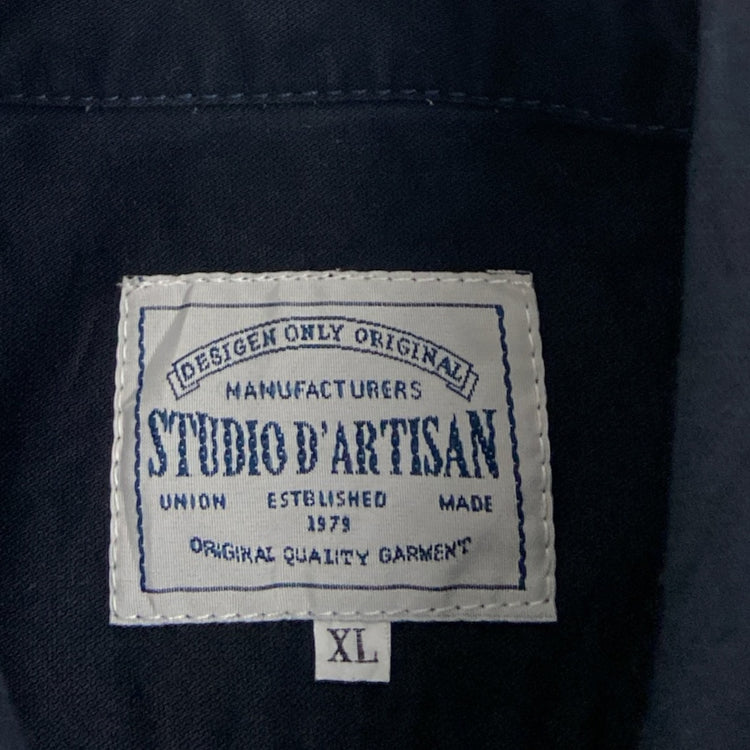 DESIGEN ONLY ORIGINAL
MANUFACTURERS
STUDIO D'ARTISAN
UNION ESTBLISHED MADE
1979
ORIGINAL QUALITY GARMENT
XL